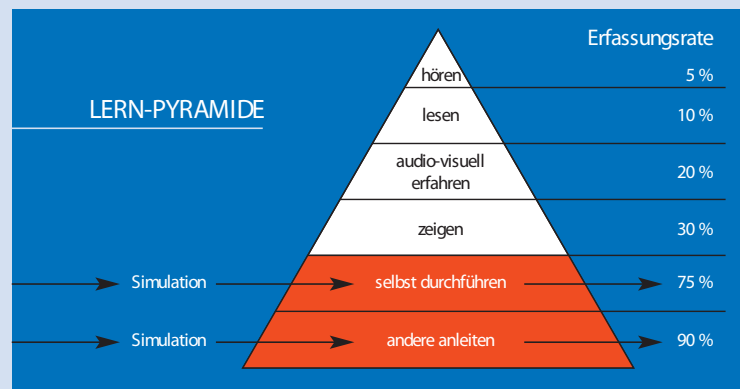 Erfassungsrate
hören 5 %
LERN-PYRAMIDE
lesen 10 %
audio-visuell
erfahren 20 %
zeigen 30 %
Simulation selbst durchführen 75 %
Simulation andere anleiten 90 %